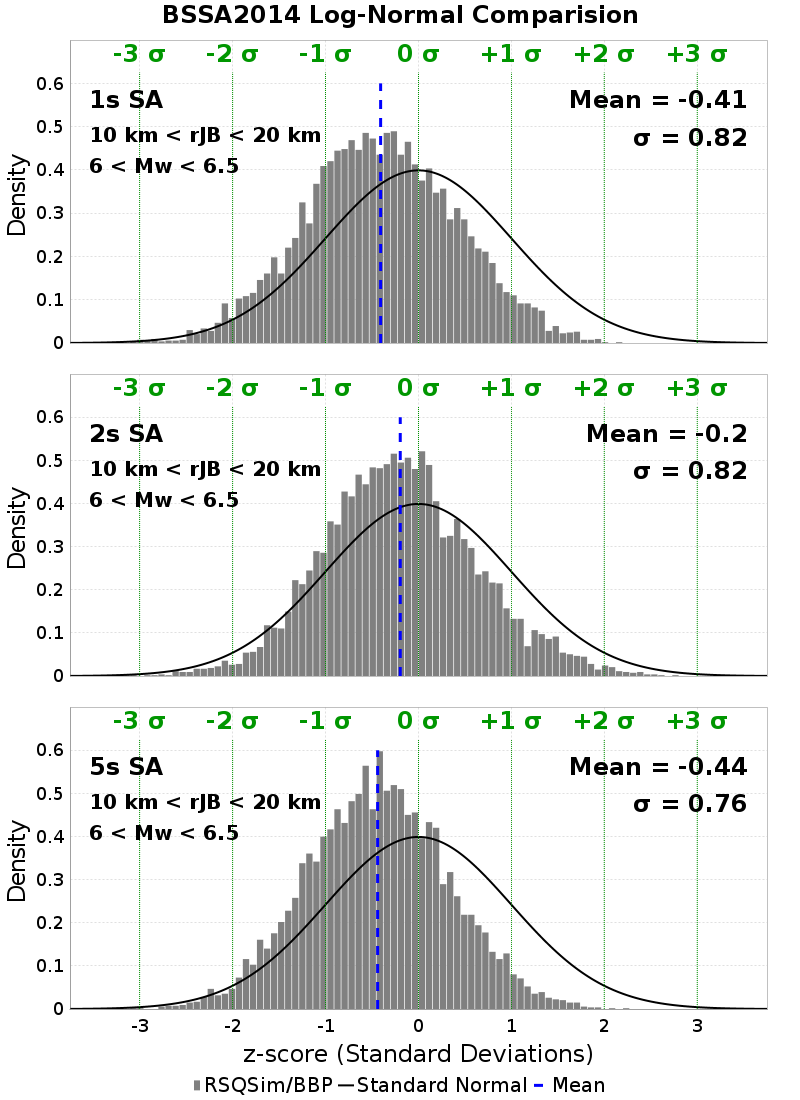 BSSA2014 Log-Normal Comparision
-3 σ -2 σ -1 σ 0 σ +1 σ +2 σ +3 σ
0.6
1s SA Mean = -0.41
0.5
10 km < rJB < 20 km σ = 0.82
6 < Mw < 6.5
0.4
0.3
0.2
0.1
0
Density
-3 σ -2 σ -1 σ 0 σ +1 σ +2 σ +3 σ
0.6
2s SA Mean = -0.2
0.5
10 km < rJB < 20 km σ = 0.82
6 < Mw < 6.5
0.4
0.3
0.2
0.1
0
Density
-3 σ -2 σ -1 σ 0 σ +1 σ +2 σ +3 σ
0.6
5s SA Mean = -0.44
0.5
10 km < rJB < 20 km σ = 0.76
6 < Mw < 6.5
0.4
0.3
0.2
0.1
0
Density
-3 -2 -1 0 1 2 3
z-score (Standard Deviations)
RSQSim/BBP Standard Normal Mean